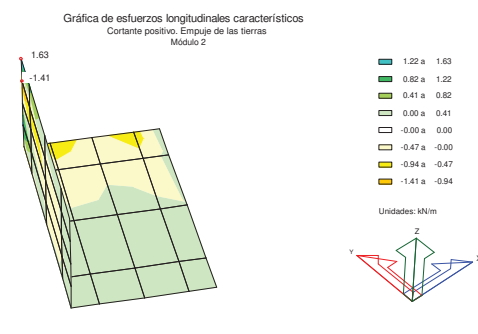 Gráfica de esfuerzos longitudinales característicos
Cortante positivo. Empuje de las tierras
Módulo 2
1.63
-1.41
1.22 a 1.63
0.82 a 1.22
0.41 a 0.82
0.00 a 0.41
-0.00 a 0.00
-0.47 a -0.00
-0.94 a -0.47
-1.41 a -0.94
Unidades: kN/m
Z
Y
X